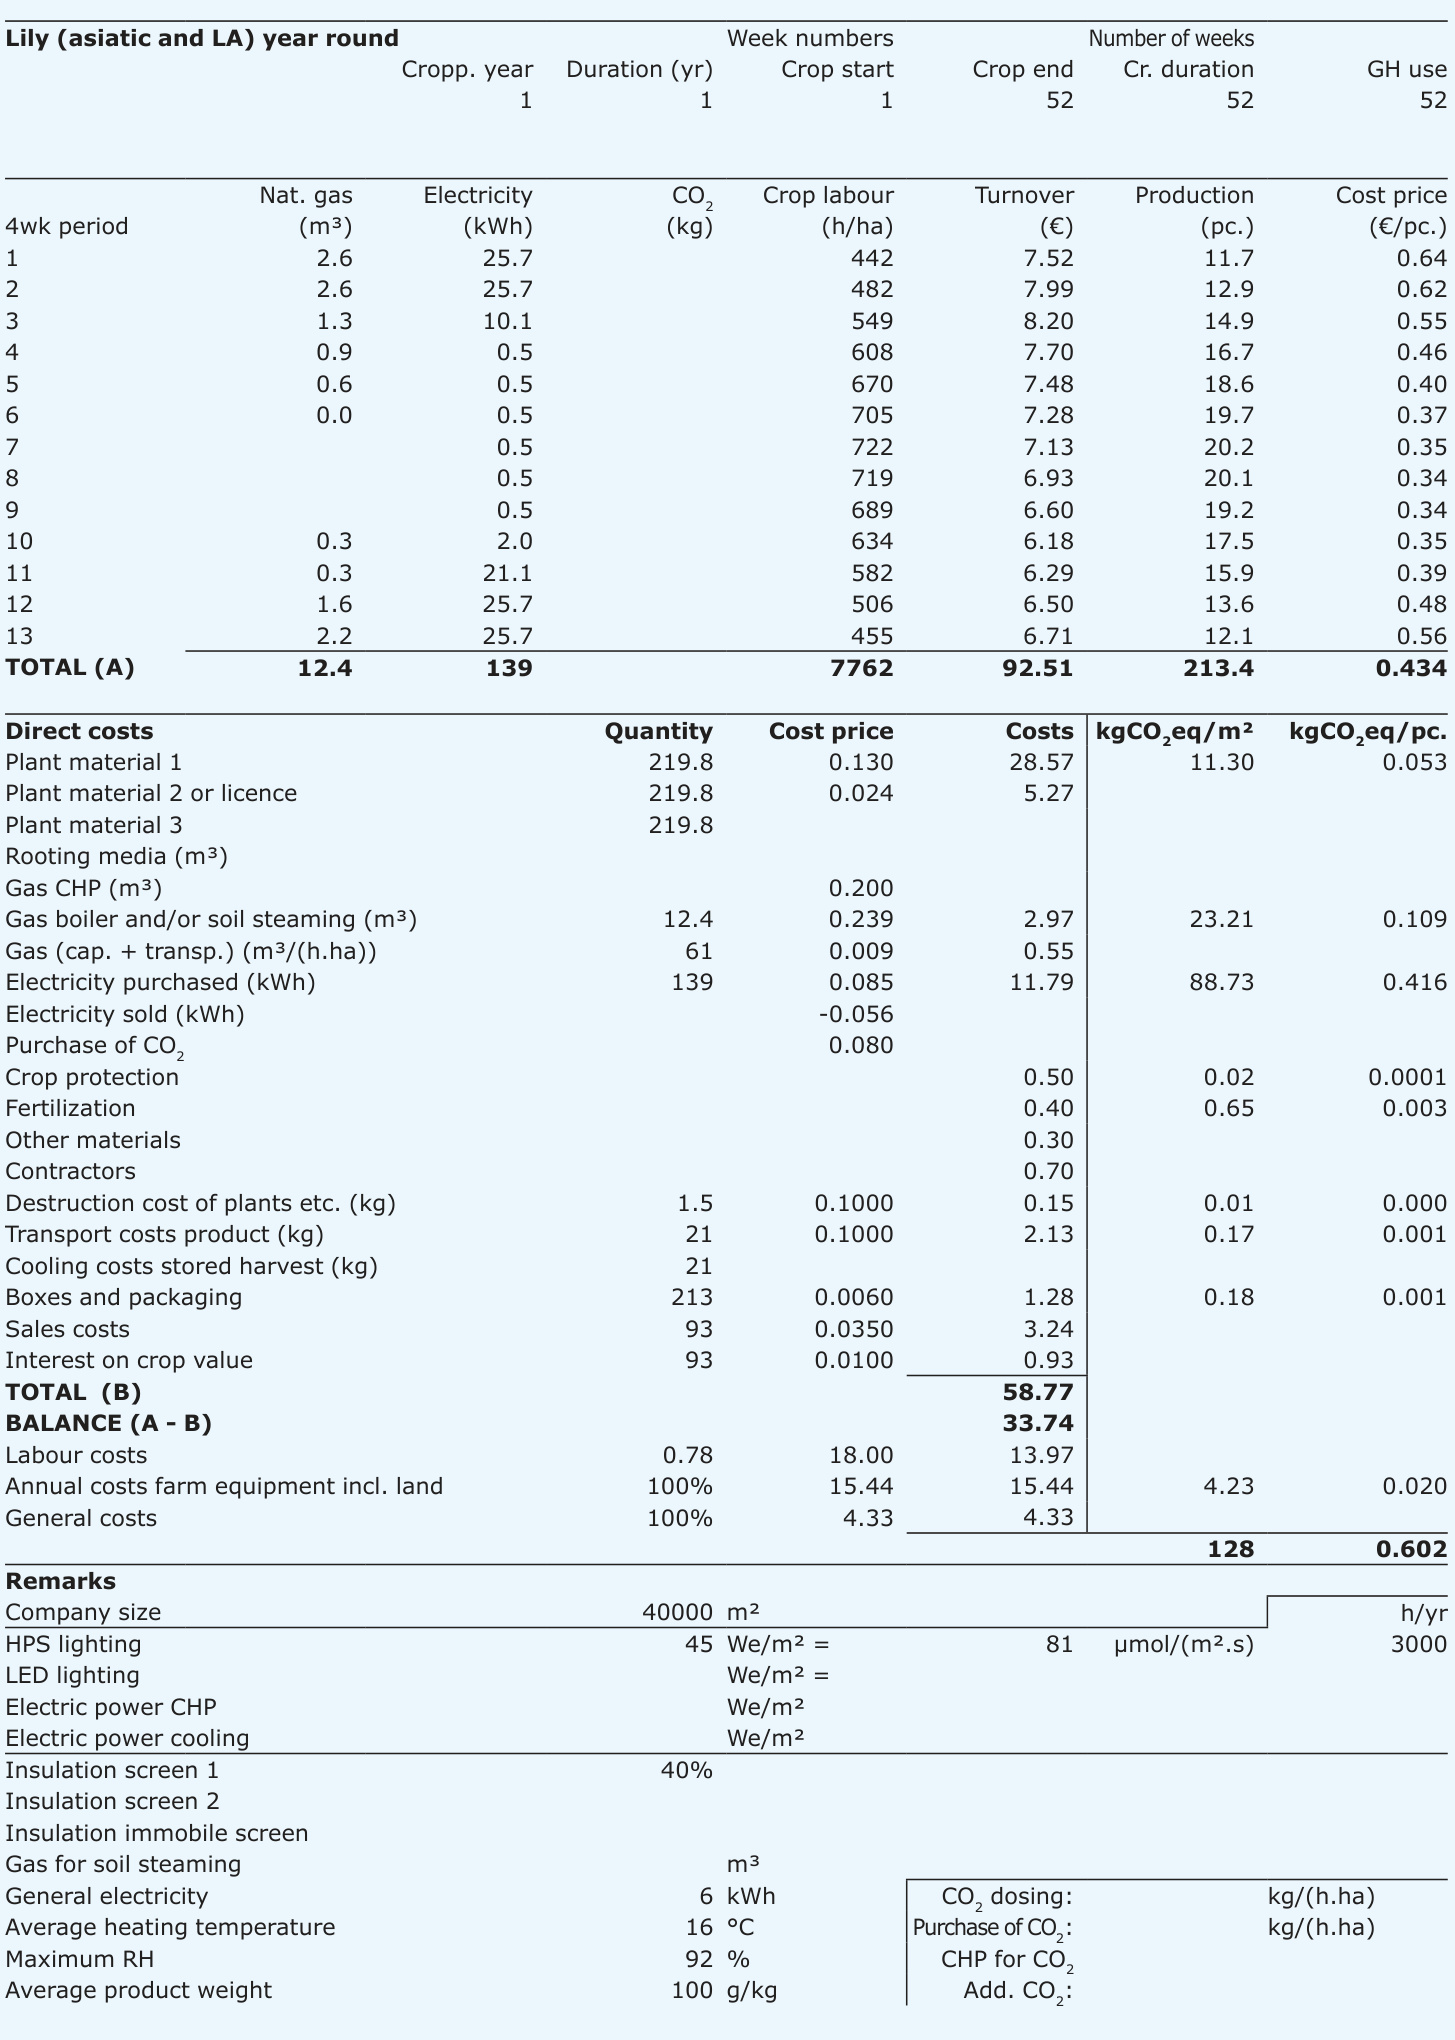 Lily (asiatic and LA) year round Week numbers Number of weeks
Cropp. year Duration (yr) Crop start Crop end Cr. duration GH use
1 1 1 52 52 52
Nat. gas Electricity CO₂ Crop labour Turnover Production Cost price
4wk period (m³) (kWh) (kg) (h/ha) (€) (pc.) (€/pc.)
1 2.6 25.7 442 7.52 11.7 0.64
2 2.6 25.7 482 7.99 12.9 0.62
3 1.3 10.1 549 8.20 14.9 0.55
4 0.9 0.5 608 7.70 16.7 0.46
5 0.6 0.5 670 7.48 18.6 0.40
6 0.0 0.5 705 7.28 19.7 0.37
7 0.5 722 7.13 20.2 0.35
8 0.5 719 6.93 20.1 0.34
9 0.5 689 6.60 19.2 0.34
10 0.3 2.0 634 6.18 17.5 0.35
11 0.3 21.1 582 6.29 15.9 0.39
12 1.6 25.7 506 6.50 13.6 0.48
13 2.2 25.7 455 6.71 12.1 0.56
TOTAL (A) 12.4 139 7762 92.51 213.4 0.434
Direct costs Quantity Cost price Costs kgCO₂eq/m² kgCO₂eq/pc.
Plant material 1 219.8 0.130 28.57 11.30 0.053
Plant material 2 or licence 219.8 0.024 5.27
Plant material 3 219.8
Rooting media (m³)
Gas CHP (m³) 0.200
Gas boiler and/or soil steaming (m³) 12.4 0.239 2.97 23.21 0.109
Gas (cap. + transp.) (m³/(h.ha)) 61 0.009 0.55
Electricity purchased (kWh) 139 0.085 11.79 88.73 0.416
Electricity sold (kWh) -0.056
Purchase of CO₂ 0.080
Crop protection 0.50 0.02 0.0001
Fertilization 0.40 0.65 0.003
Other materials 0.30
Contractors 0.70
Destruction cost of plants etc. (kg) 1.5 0.1000 0.15 0.01 0.000
Transport costs product (kg) 21 0.1000 2.13 0.17 0.001
Cooling costs stored harvest (kg) 21
Boxes and packaging 213 0.0060 1.28 0.18 0.001
Sales costs 93 0.0350 3.24
Interest on crop value 93 0.0100 0.93
TOTAL (B) 58.77
BALANCE (A - B) 33.74
Labour costs 0.78 18.00 13.97
Annual costs farm equipment incl. land 100% 15.44 15.44 4.23 0.020
General costs 100% 4.33 4.33
128 0.602
Remarks
Company size 40000 m² h/yr
HPS lighting 45 We/m² = 81 µmol/(m².s) 3000
LED lighting We/m² =
Electric power CHP We/m²
Electric power cooling We/m²
Insulation screen 1 40%
Insulation screen 2
Insulation immobile screen
Gas for soil steaming m³
General electricity 6 kWh CO₂ dosing: kg/(h.ha)
Average heating temperature 16 °C Purchase of CO₂: kg/(h.ha)
Maximum RH 92 % CHP for CO₂
Average product weight 100 g/kg Add. CO₂: